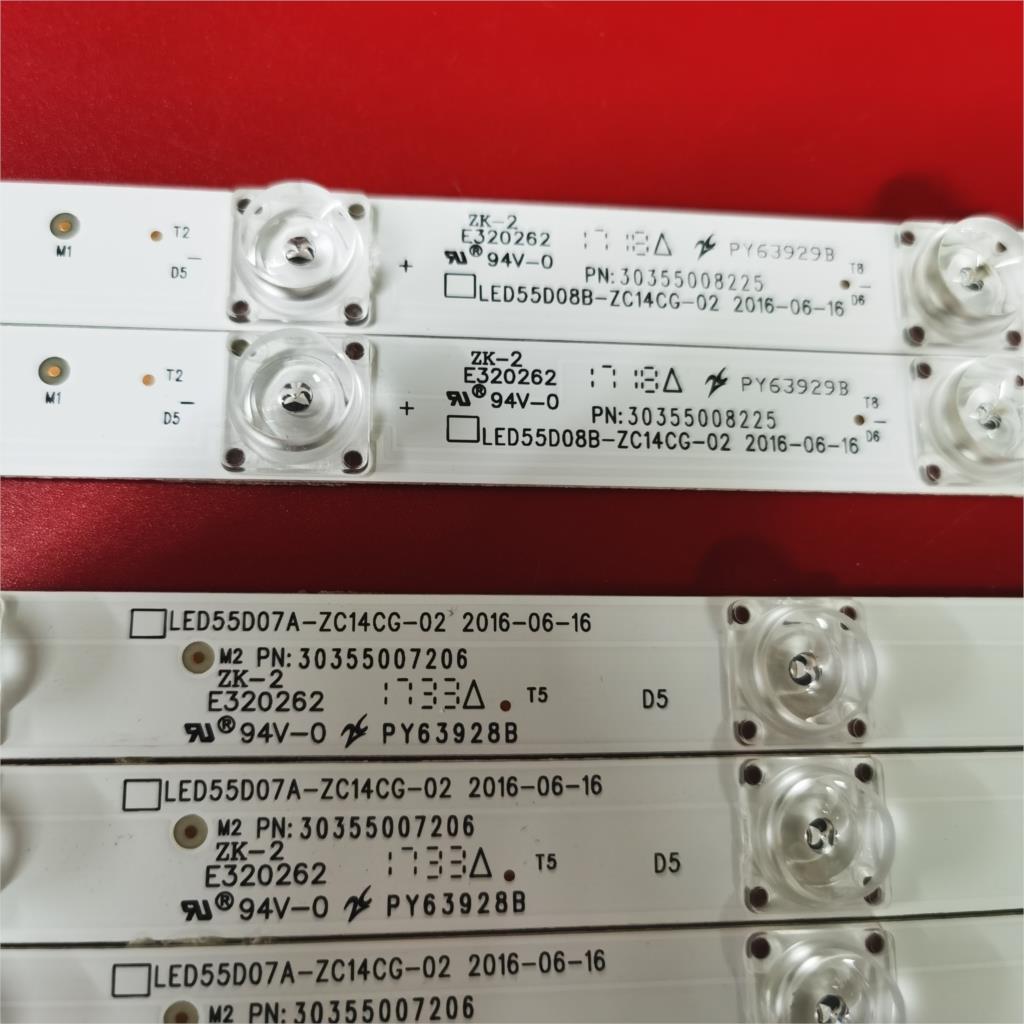 M1
T2
D5
+
ZK-2
E320262
1718
PY63929B
94V-0
PN:30355008225
T8
LED55D08B-ZC14CG-02 2016-06-16
D6
M1
T2
D5
+
ZK-2
E320262
1718
PY63929B
94V-0
PN:30355008225
T8
LED55D08B-ZC14CG-02 2016-06-16
D6
LED55D07A-ZC14CG-02 2016-06-16
M2 PN:30355007206
ZK-2
E320262
1733
T5
D5
94V-0
PY63928B
LED55D07A-ZC14CG-02 2016-06-16
M2 PN:30355007206
ZK-2
E320262
1733
T5
D5
94V-0
PY63928B
LED55D07A-ZC14CG-02 2016-06-16
M2 PN:30355007206